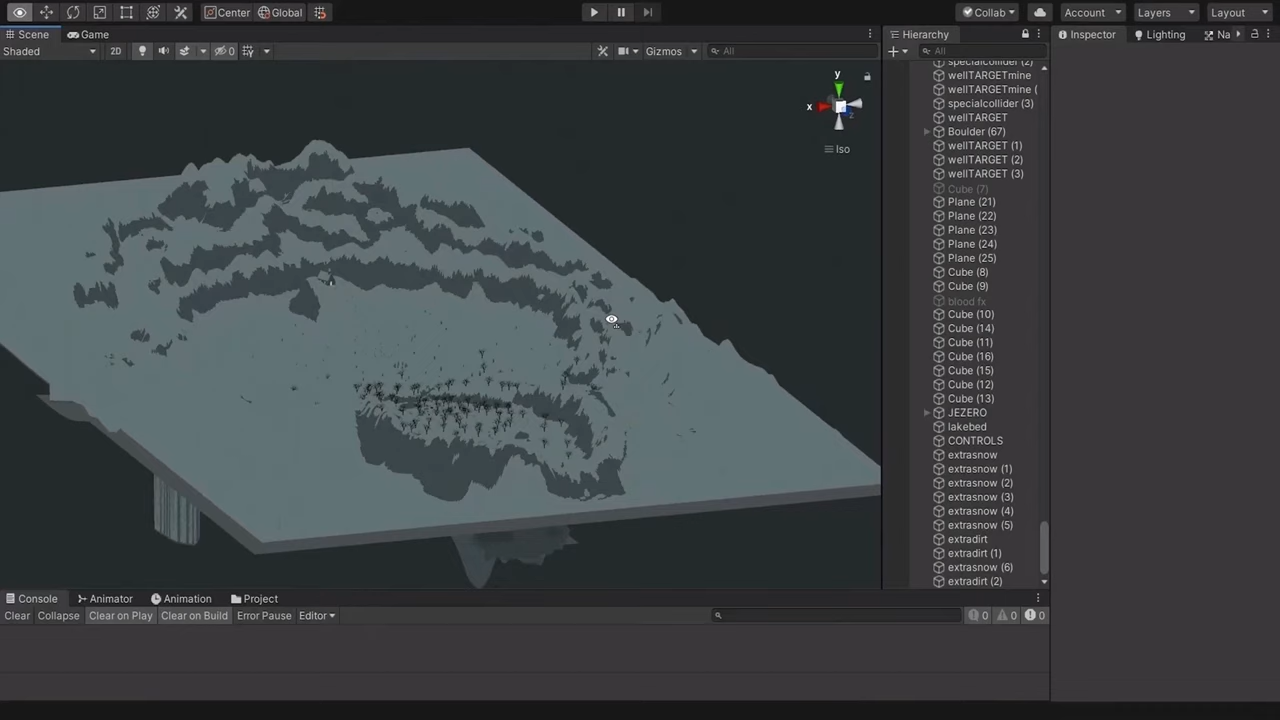 Center Global Collab Account Layers Layout
Scene Game Hierarchy Inspector Lighting Na
Shaded 2D 0 Gizmos All All
y
x
z
Iso
specialcollider (2)
wellTARGETmine
wellTARGETmine (
specialcollider (3)
wellTARGET
Boulder (67)
wellTARGET (1)
wellTARGET (2)
wellTARGET (3)
Cube (7)
Plane (21)
Plane (22)
Plane (23)
Plane (24)
Plane (25)
Cube (8)
Cube (9)
blood fx
Cube (10)
Cube (14)
Cube (11)
Cube (16)
Cube (15)
Cube (12)
Cube (13)
JEZERO
lakebed
CONTROLS
extrasnow
extrasnow (1)
extrasnow (2)
extrasnow (3)
extrasnow (4)
extrasnow (5)
extradirt
extradirt (1)
extrasnow (6)
extradirt (2)
Console Animator Animation Project
Clear Collapse Clear on Play Clear on Build Error Pause Editor 0 0 0